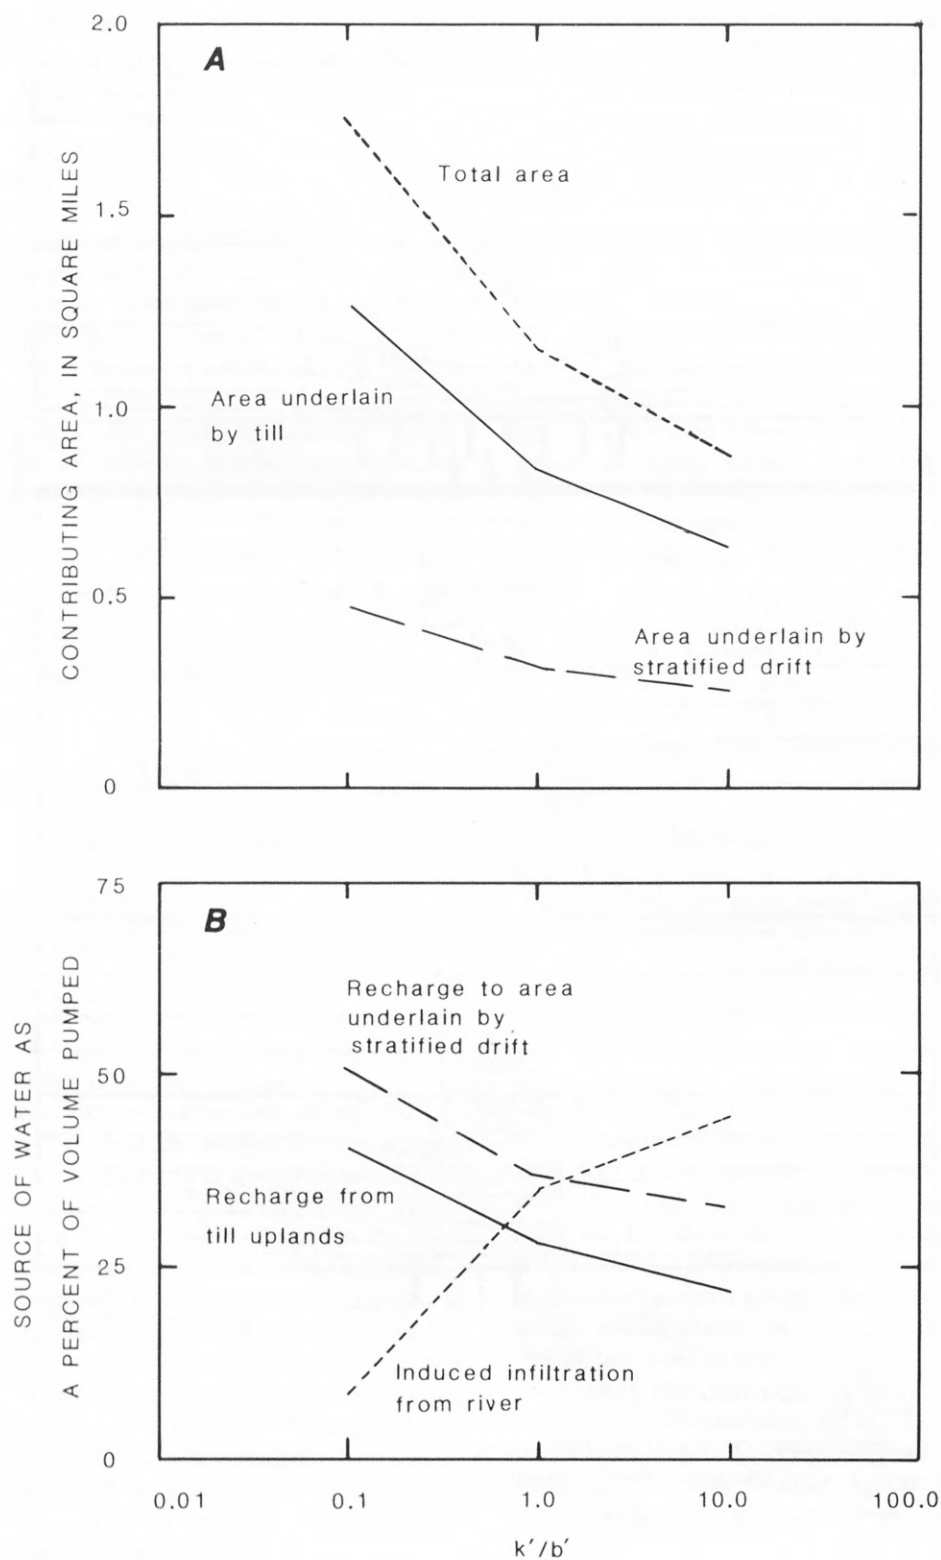 2.0
A
Total area
1.5
Area underlain
by till
1.0
0.5
Area underlain by
stratified drift
0
CONTRIBUTING AREA, IN SQUARE MILES
75
B
Recharge to area
underlain by
stratified drift
50
Recharge from
till uplands
25
Induced infiltration
from river
0
SOURCE OF WATER AS
A PERCENT OF VOLUME PUMPED
0.01 0.1 1.0 10.0 100.0
k'/b'